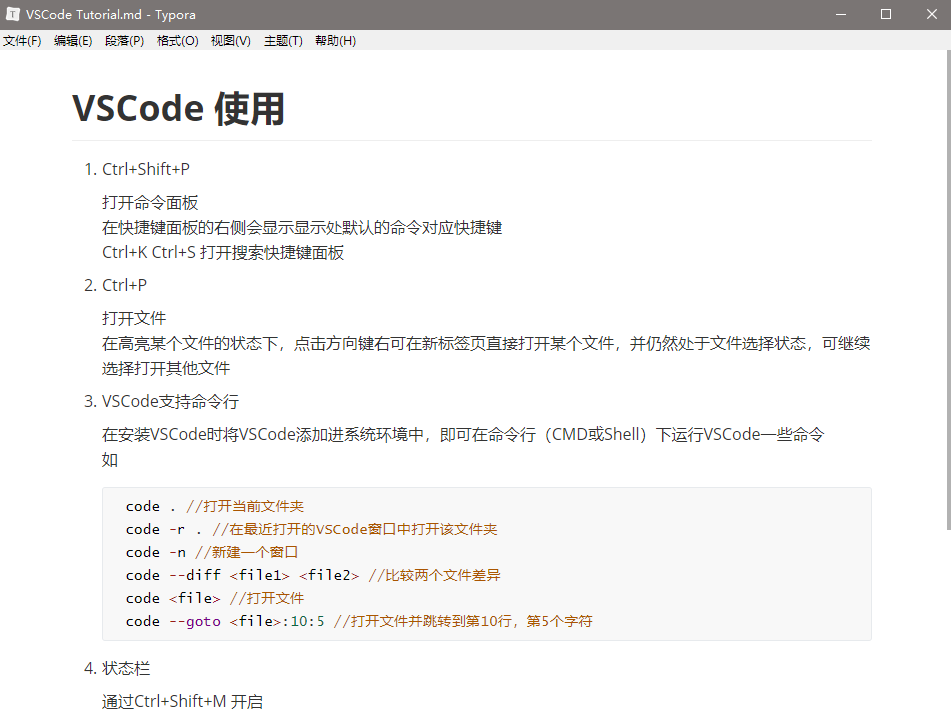 VSCode Tutorial.md - Typora
文件(F) 编辑(E) 段落(P) 格式(O) 视图(V) 主题(T) 帮助(H)
VSCode 使用
1. Ctrl+Shift+P
打开命令面板
在快捷键面板的右侧会显示显示处默认的命令对应快捷键
Ctrl+K Ctrl+S 打开搜索快捷键面板
2. Ctrl+P
打开文件
在高亮某个文件的状态下，点击方向键右可在新标签页直接打开某个文件，并仍然处于文件选择状态，可继续
选择打开其他文件
3. VSCode支持命令行
在安装VSCode时将VSCode添加进系统环境中，即可在命令行（CMD或Shell）下运行VSCode一些命令
如
code . //打开当前文件夹
code -r . //在最近打开的VSCode窗口中打开该文件夹
code -n //新建一个窗口
code --diff <file1> <file2> //比较两个文件差异
code <file> //打开文件
code --goto <file>:10:5 //打开文件并跳转到第10行，第5个字符
4. 状态栏
通过Ctrl+Shift+M 开启